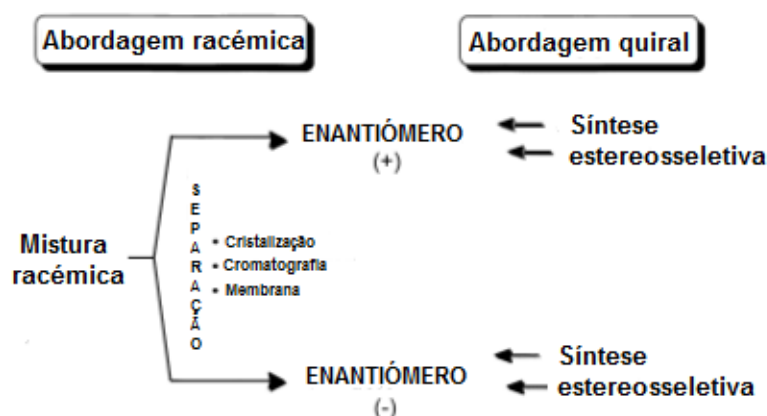 Abordagem racémica
Abordagem quiral
ENANTIÓMERO
(+)
Síntese
estereosseletiva
Mistura
racémica
SEPARAÇÃO
• Cristalização
• Cromatografia
• Membrana
ENANTIÓMERO
(-)
Síntese
estereosseletiva